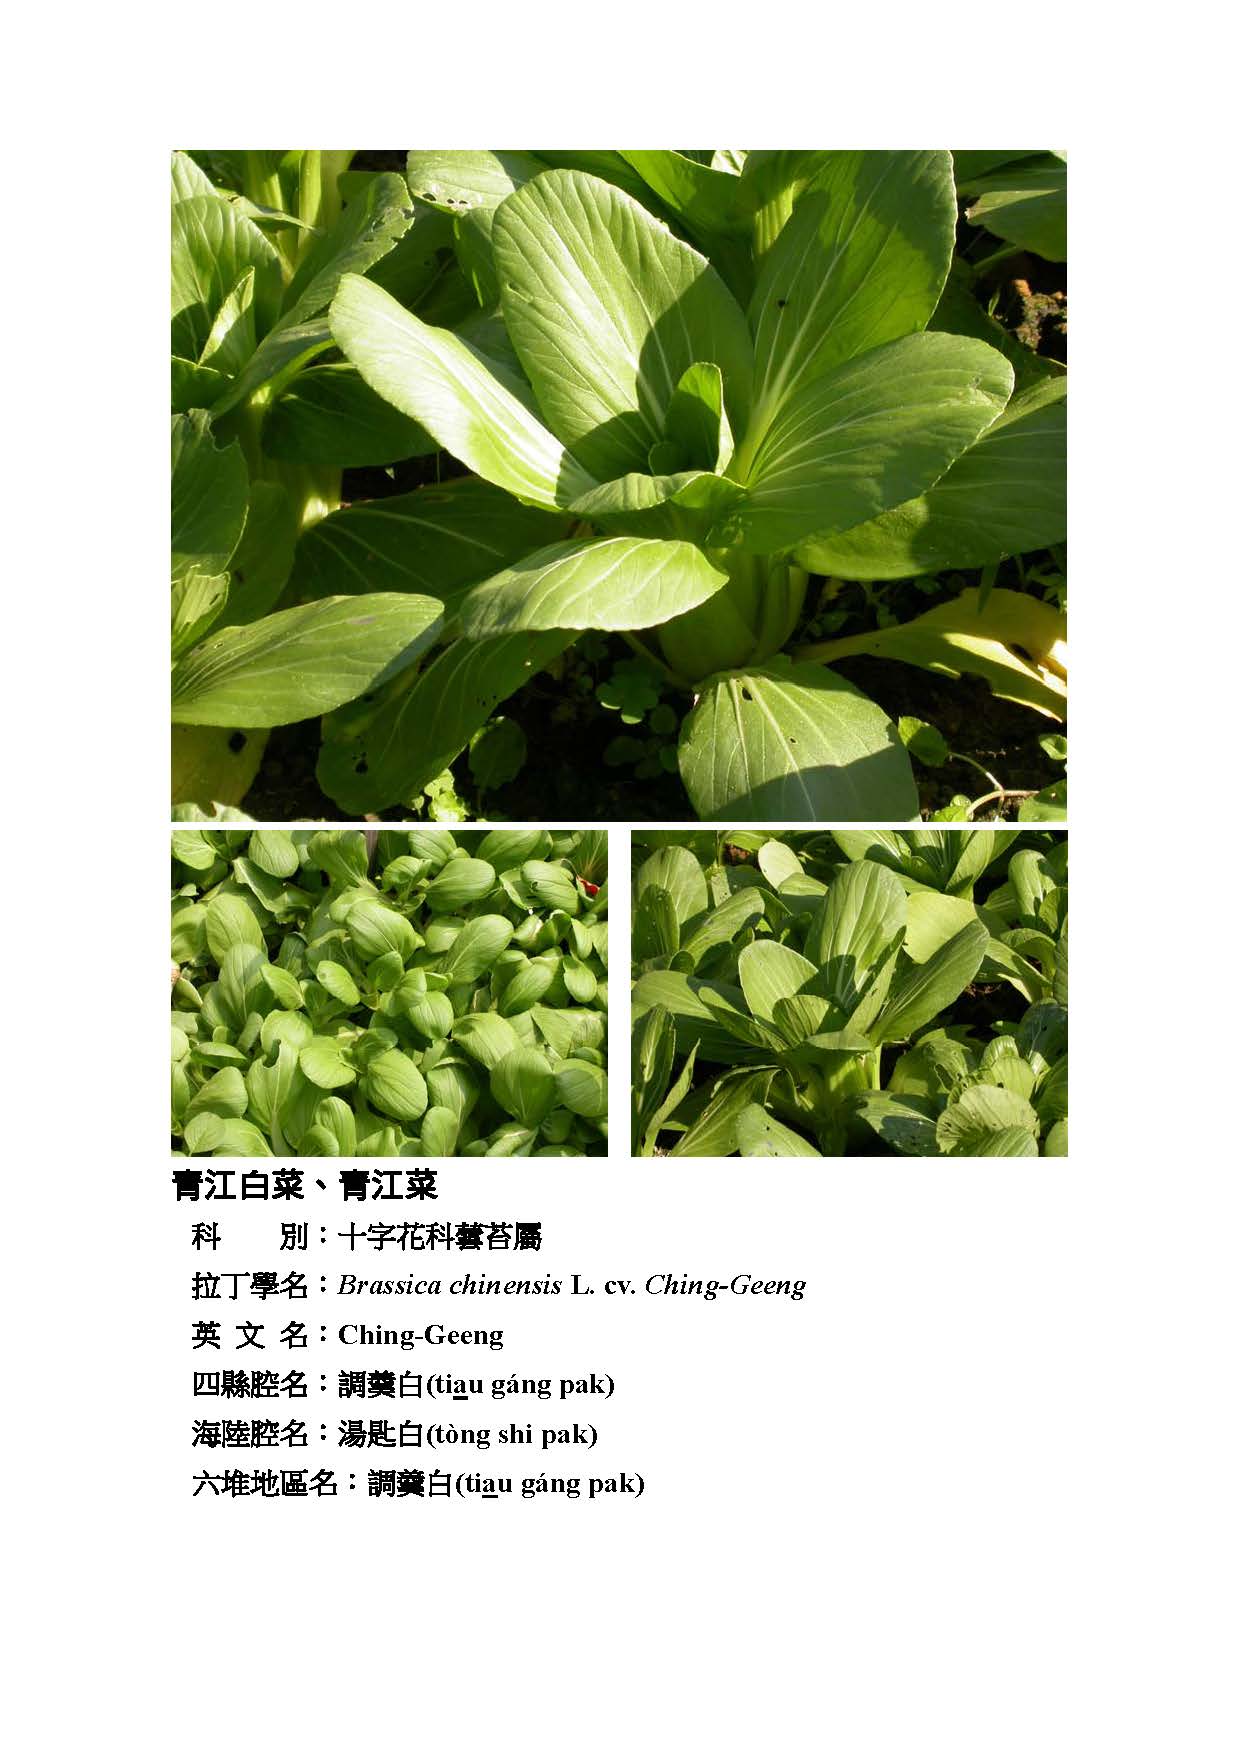 青江白菜、青江菜
科　　別：十字花科蕓苔屬
拉丁學名：Brassica chinensis L. cv. Ching-Geeng
英 文 名：Ching-Geeng
四縣腔名：調羹白(tiau gáng pak)
海陸腔名：湯匙白(tòng shi pak)
六堆地區名：調羹白(tiau gáng pak)